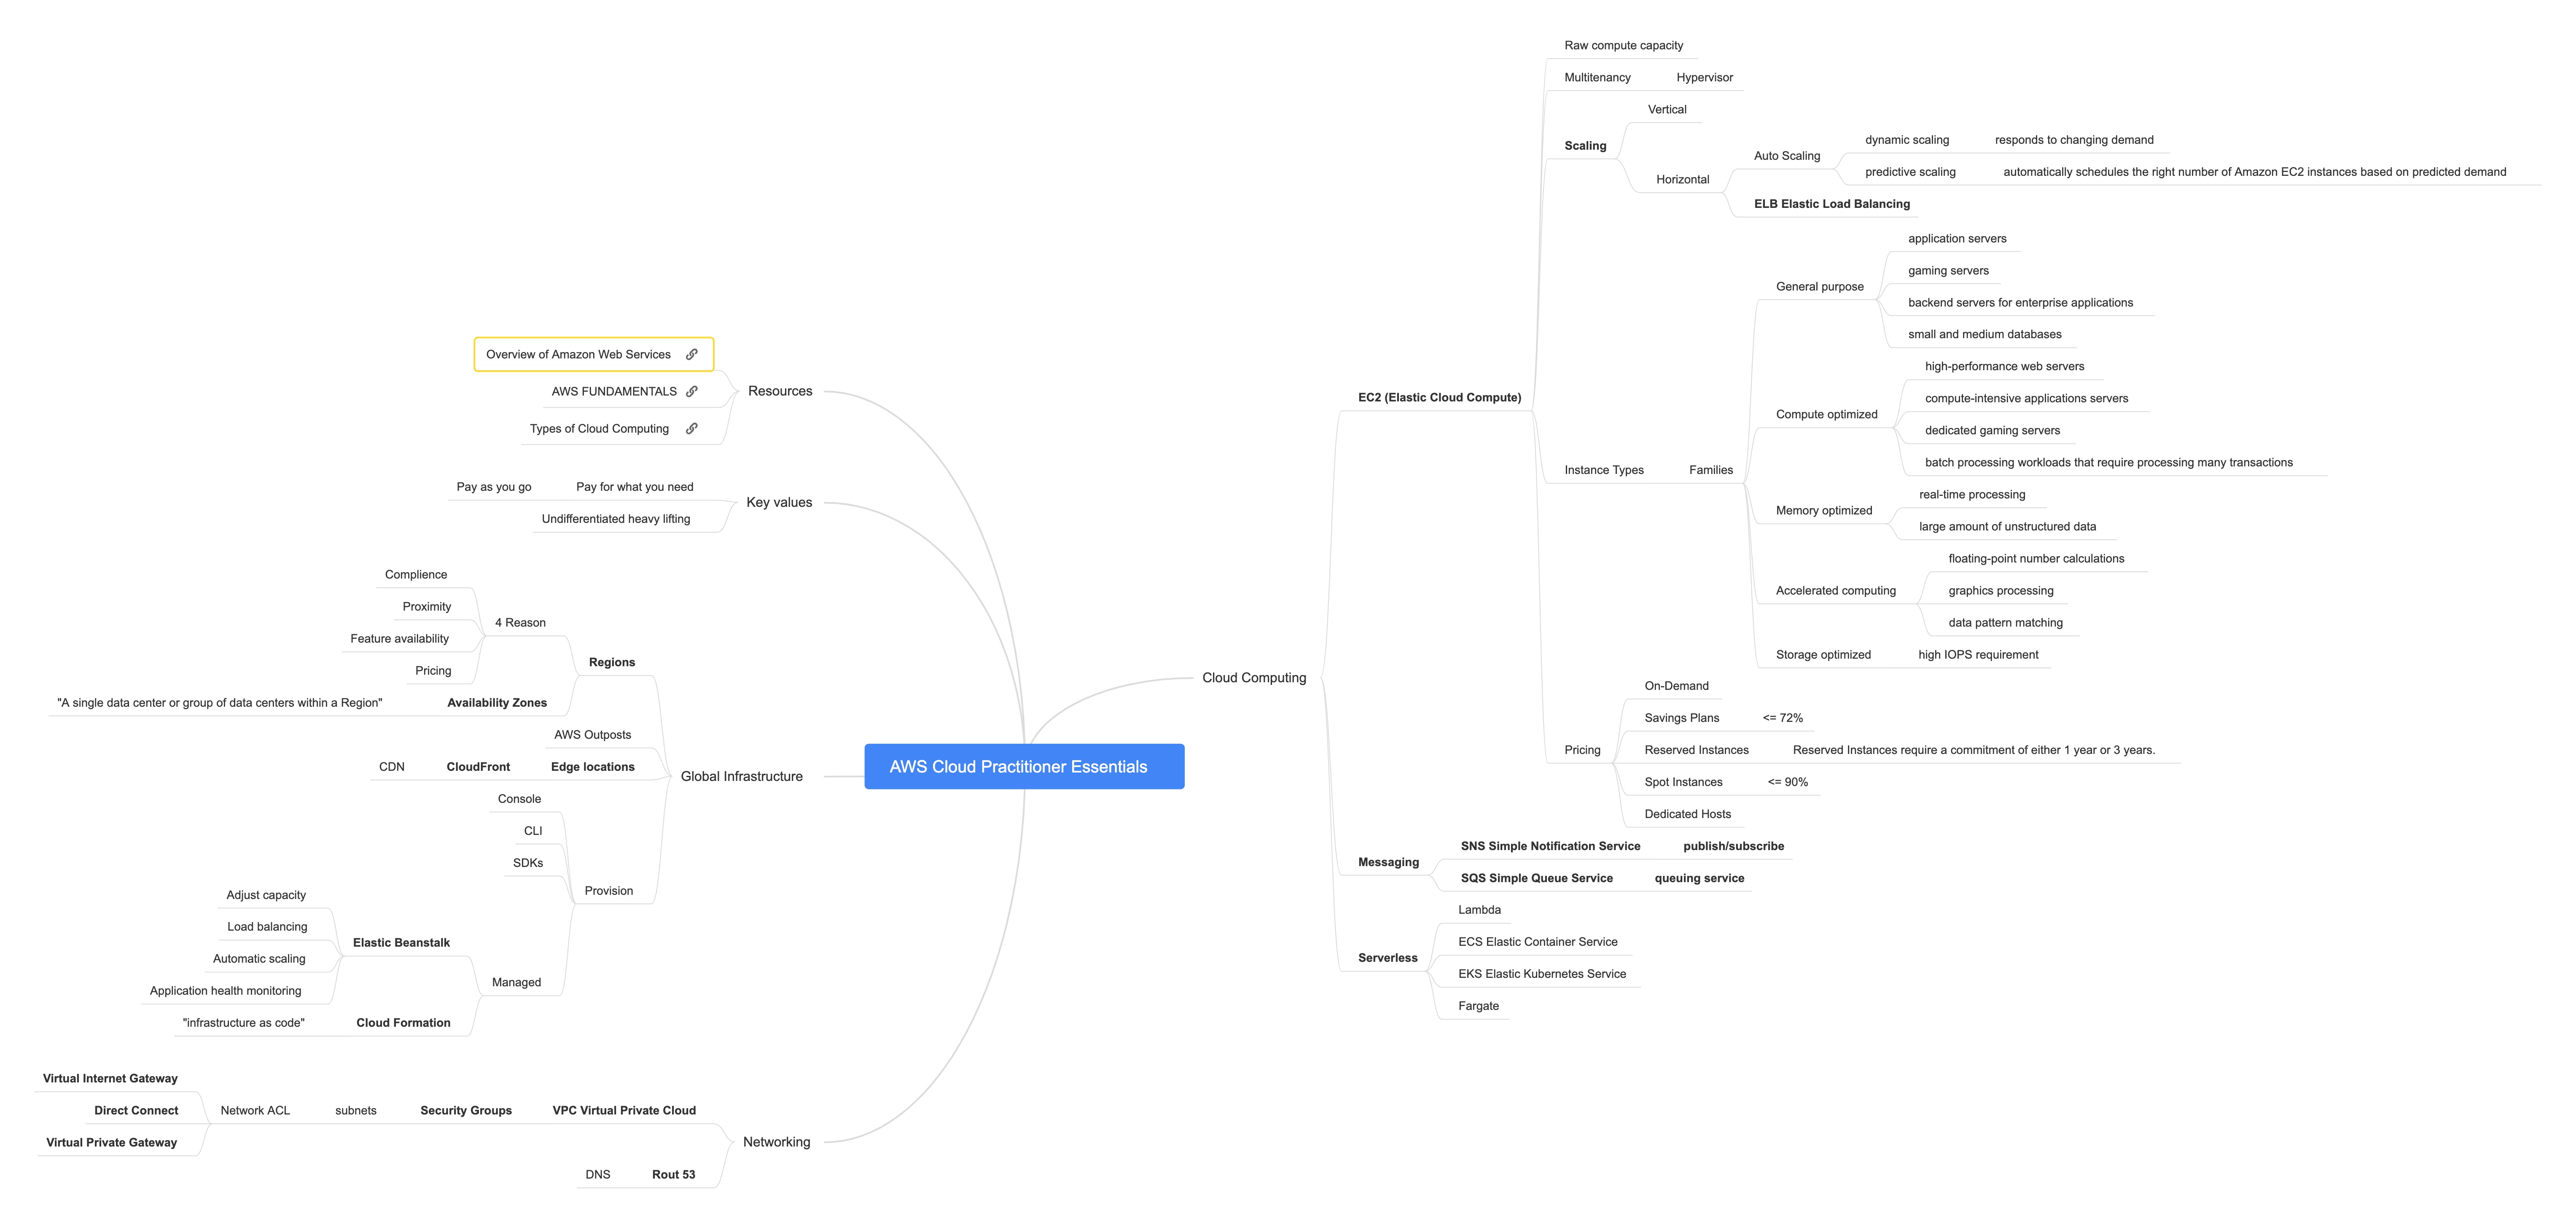 AWS Cloud Practitioner Essentials
Resources
Overview of Amazon Web Services
AWS FUNDAMENTALS
Types of Cloud Computing
Key values
Pay for what you need
Pay as you go
Undifferentiated heavy lifting
Global Infrastructure
Regions
4 Reason
Complience
Proximity
Feature availability
Pricing
Availability Zones
"A single data center or group of data centers within a Region"
AWS Outposts
Edge locations
CloudFront
CDN
Provision
Console
CLI
SDKs
Managed
Elastic Beanstalk
Adjust capacity
Load balancing
Automatic scaling
Application health monitoring
Cloud Formation
"infrastructure as code"
Networking
VPC Virtual Private Cloud
Security Groups
subnets
Network ACL
Virtual Internet Gateway
Direct Connect
Virtual Private Gateway
Rout 53
DNS
Cloud Computing
EC2 (Elastic Cloud Compute)
Raw compute capacity
Multitenancy
Hypervisor
Scaling
Vertical
Horizontal
Auto Scaling
dynamic scaling
responds to changing demand
predictive scaling
automatically schedules the right number of Amazon EC2 instances based on predicted demand
ELB Elastic Load Balancing
Instance Types
Families
General purpose
application servers
gaming servers
backend servers for enterprise applications
small and medium databases
Compute optimized
high-performance web servers
compute-intensive applications servers
dedicated gaming servers
batch processing workloads that require processing many transactions
Memory optimized
real-time processing
large amount of unstructured data
Accelerated computing
floating-point number calculations
graphics processing
data pattern matching
Storage optimized
high IOPS requirement
Pricing
On-Demand
Savings Plans
<= 72%
Reserved Instances
Reserved Instances require a commitment of either 1 year or 3 years.
Spot Instances
<= 90%
Dedicated Hosts
Messaging
SNS Simple Notification Service
publish/subscribe
SQS Simple Queue Service
queuing service
Serverless
Lambda
ECS Elastic Container Service
EKS Elastic Kubernetes Service
Fargate